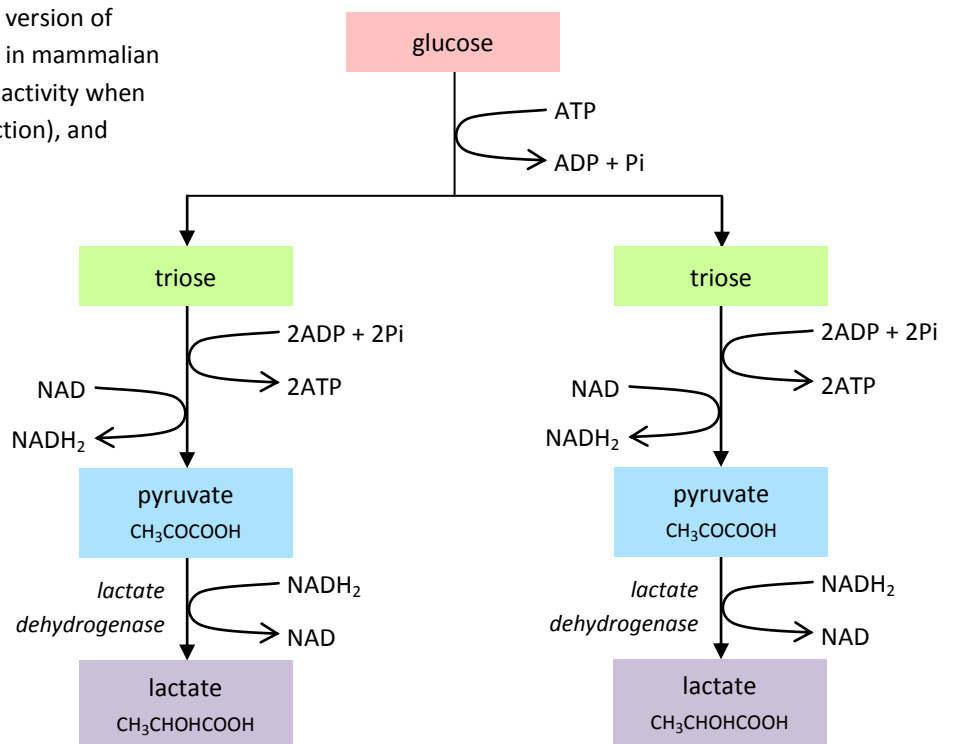 version of
in mammalian
activity when
ction), and
glucose
ATP
ADP + Pi
triose
triose
2ADP + 2Pi
2ADP + 2Pi
NAD
2ATP
NAD
2ATP
NADH₂
NADH₂
pyruvate
CH₃COCOOH
pyruvate
CH₃COCOOH
lactate
dehydrogenase
NADH₂
NAD
lactate
dehydrogenase
NADH₂
NAD
lactate
CH₃CHOHCOOH
lactate
CH₃CHOHCOOH